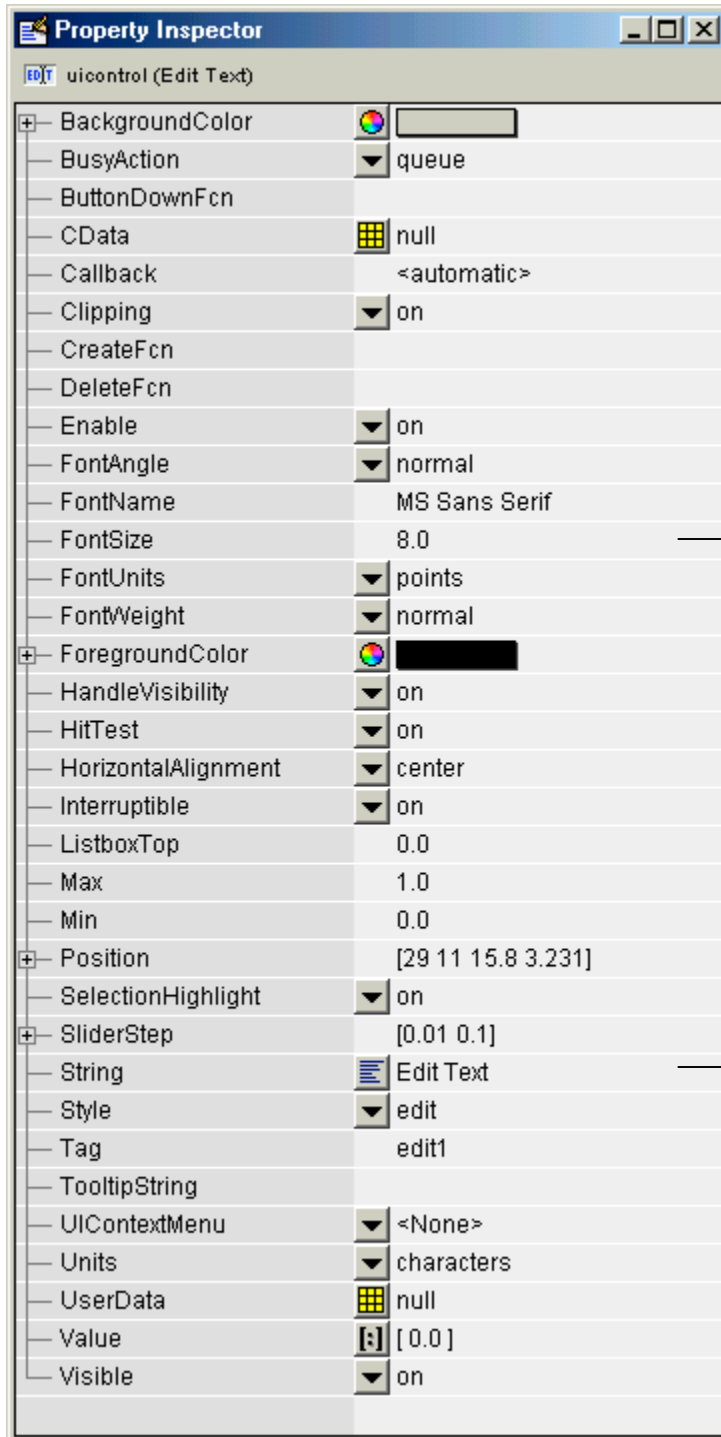 Property Inspector
EDIT uicontrol (Edit Text)
BackgroundColor
BusyAction queue
ButtonDownFcn
CData null
Callback <automatic>
Clipping on
CreateFcn
DeleteFcn
Enable on
FontAngle normal
FontName MS Sans Serif
FontSize 8.0
FontUnits points
FontWeight normal
ForegroundColor
HandleVisibility on
HitTest on
HorizontalAlignment center
Interruptible on
ListboxTop 0.0
Max 1.0
Min 0.0
Position [29 11 15.8 3.231]
SelectionHighlight on
SliderStep [0.01 0.1]
String Edit Text
Style edit
Tag edit1
TooltipString
UIContextMenu <None>
Units characters
UserData null
Value [:] [ 0.0 ]
Visible on